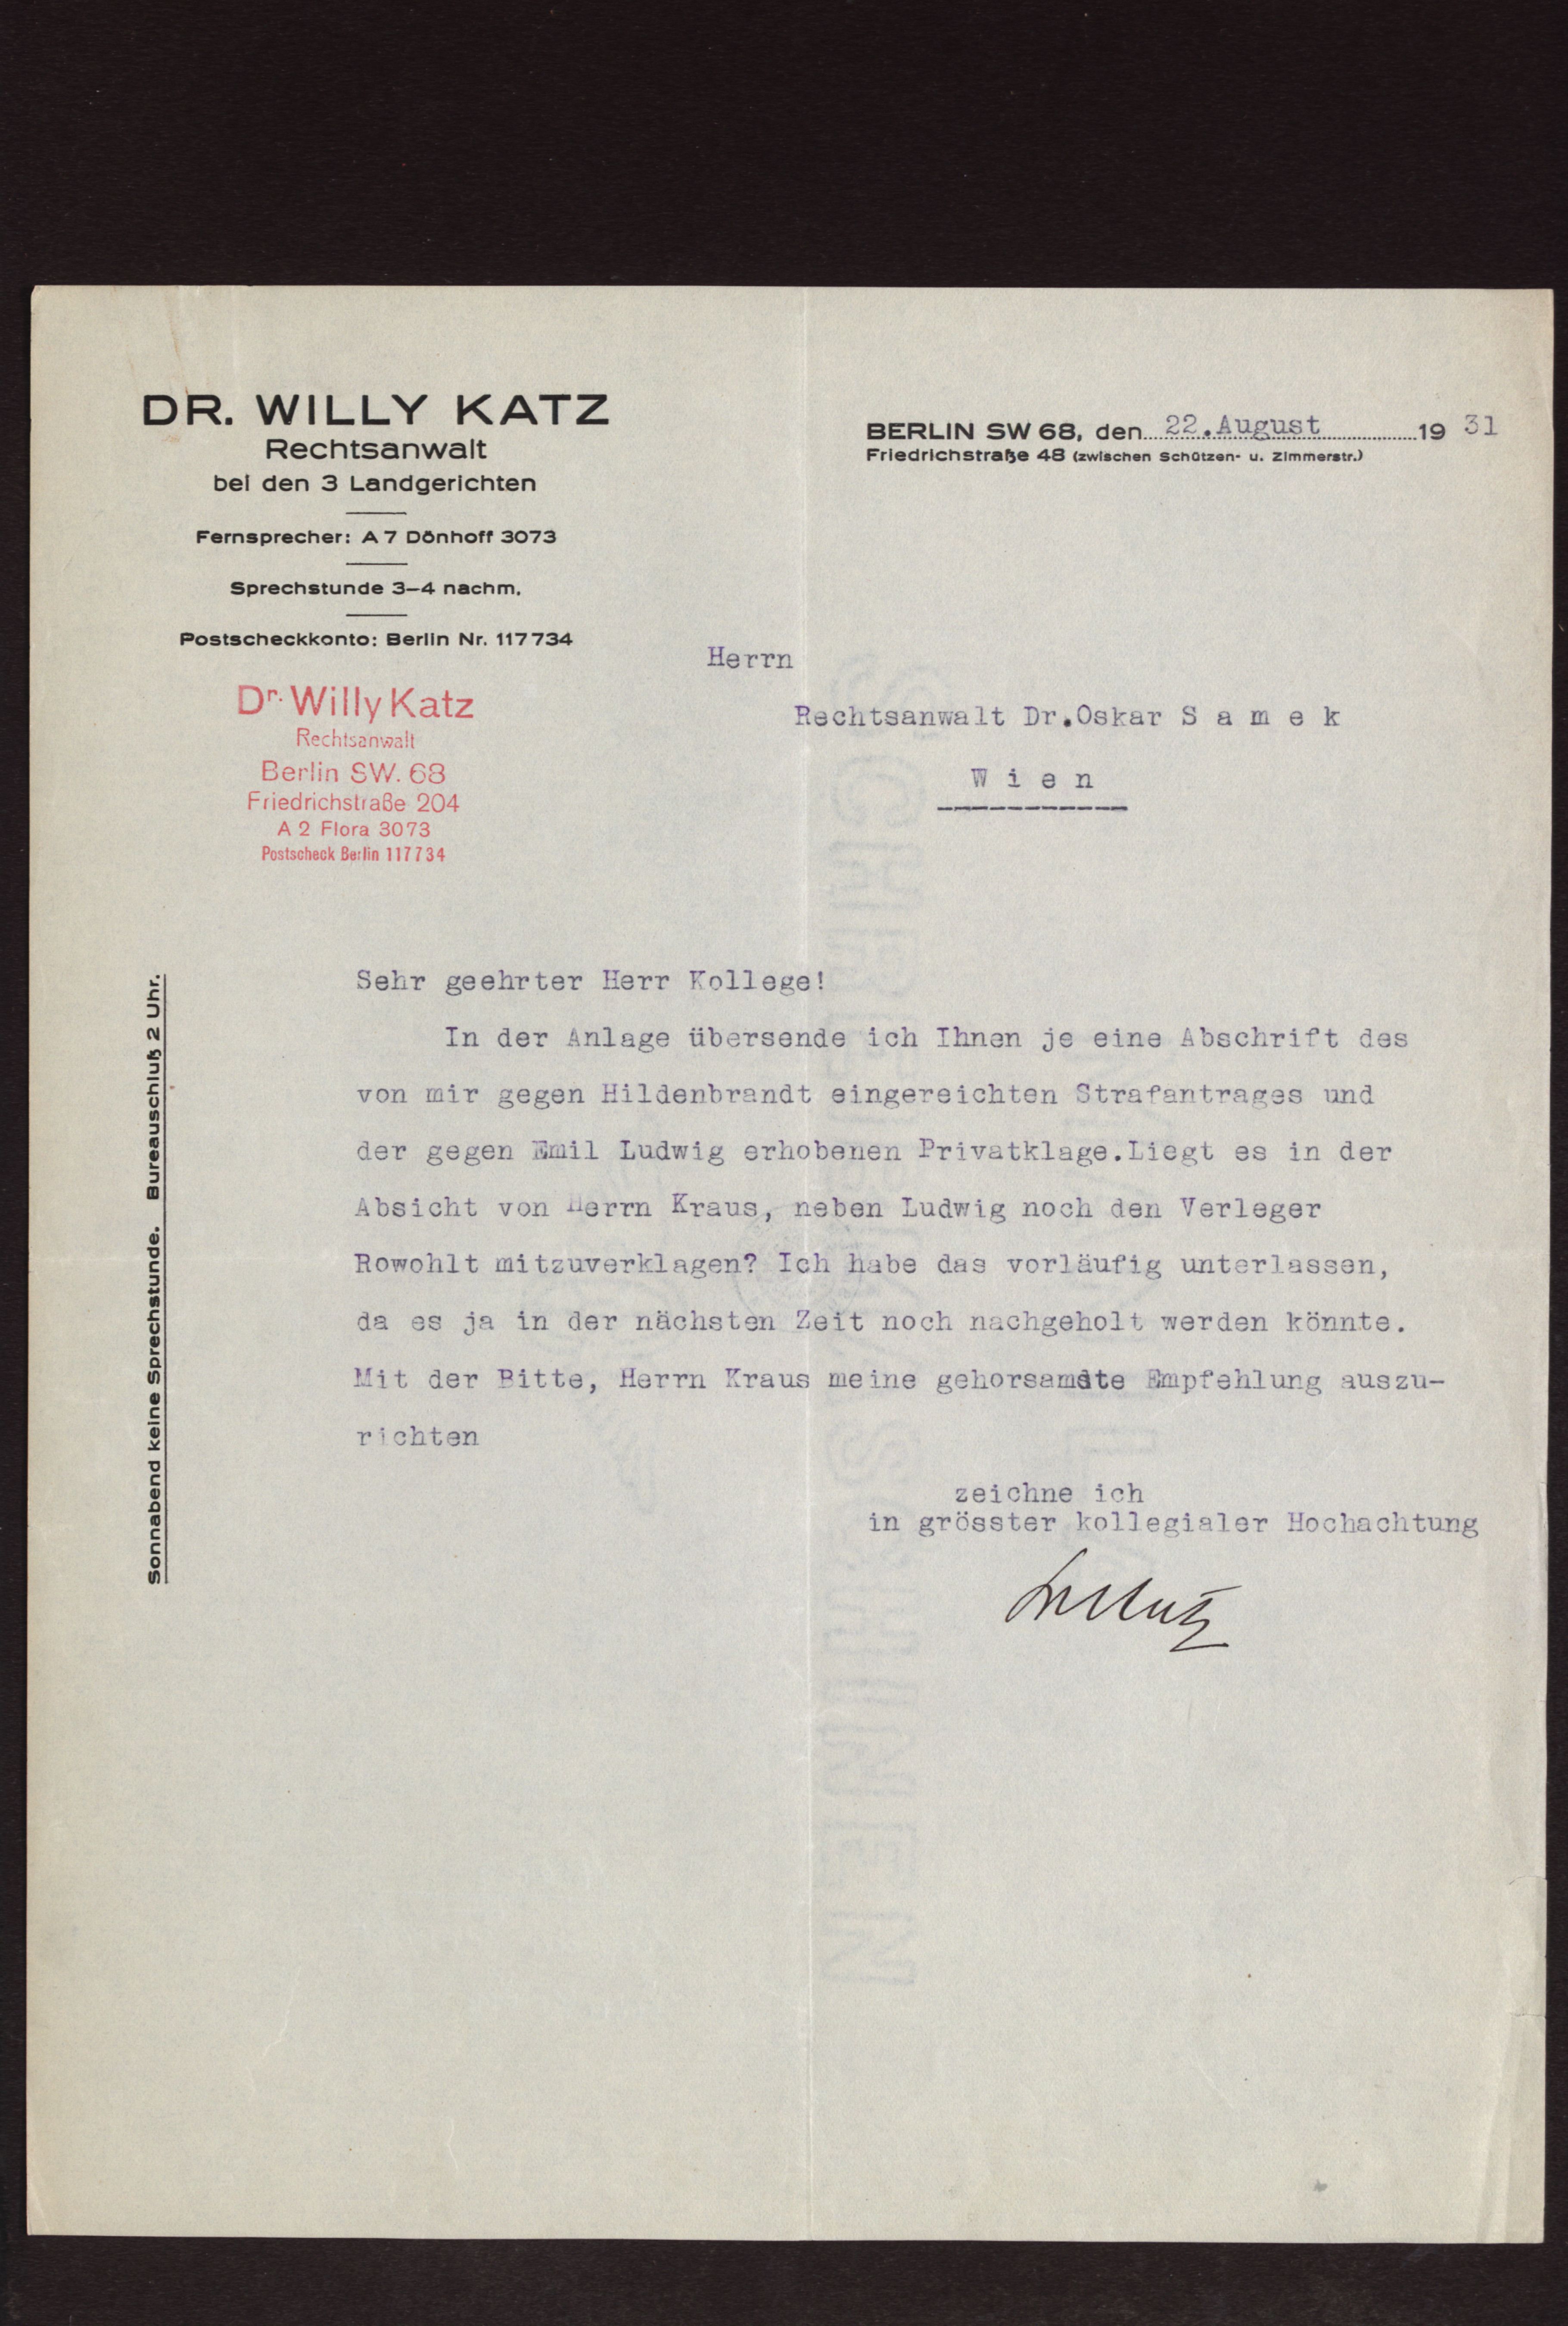 DR. WILLY KATZ
Rechtsanwalt
bei den 3 Landgerichten
Fernsprecher: A 7 Dönhoff 3073
Sprechstunde 3–4 nachm.
Postscheckkonto: Berlin Nr. 117734
BERLIN SW 68, den 22.August 19 31
Friedrichstraße 48 (zwischen Schützen- u. Zimmerstr.)
Dr. Willy Katz
Rechtsanwalt
Berlin SW. 68
Friedrichstraße 204
A 2 Flora 3073
Postscheck Berlin 117734
Herrn
Rechtsanwalt Dr.Oskar S a m e k
W i e n
Sonnabend keine Sprechstunde. Bureauschluß 2 Uhr.
Sehr geehrter Herr Kollege!
In der Anlage übersende ich Ihnen je eine Abschrift des
von mir gegen Hildenbrandt eingereichten Strafantrages und
der gegen Emil Ludwig erhobenen Privatklage.Liegt es in der
Absicht von Herrn Kraus, neben Ludwig noch den Verleger
Rowohlt mitzuverklagen? Ich habe das vorläufig unterlassen,
da es ja in der nächsten Zeit noch nachgeholt werden könnte.
Mit der Bitte, Herrn Kraus meine gehorsamste Empfehlung auszu-
richten
zeichne ich
in grösster kollegialer Hochachtung